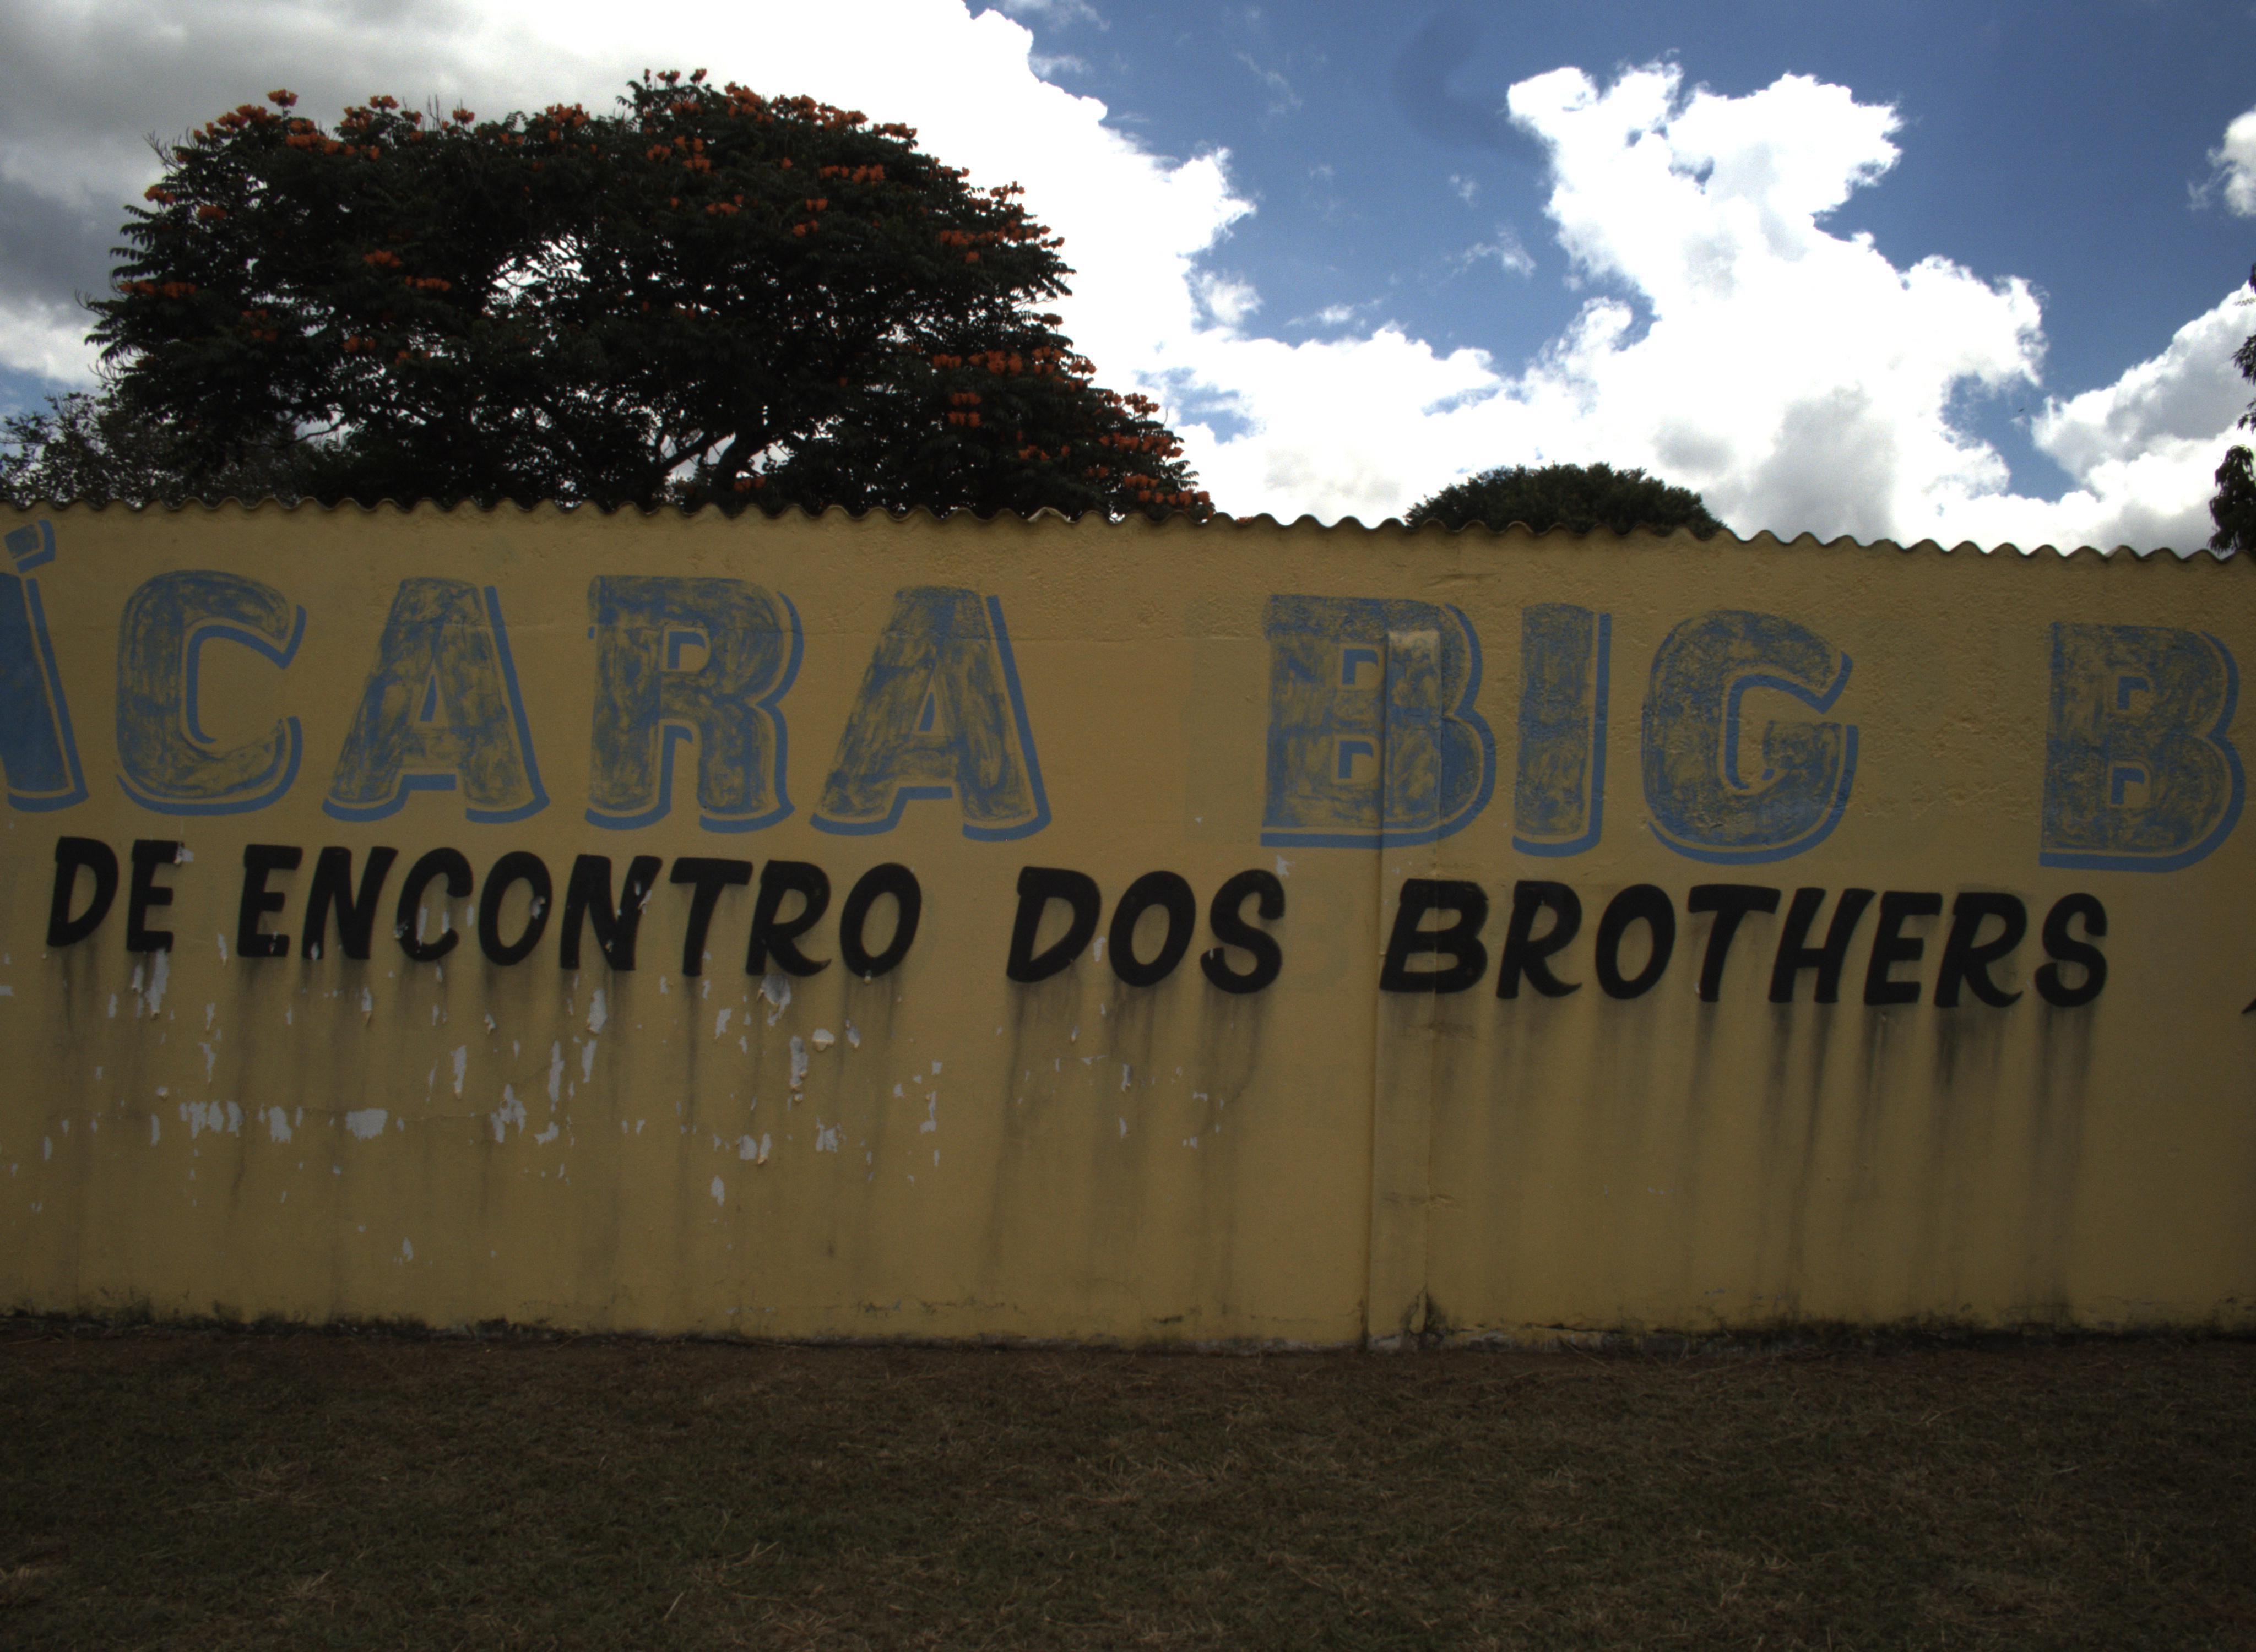 ÁCARA BIG B
DE ENCONTRO DOS BROTHERS